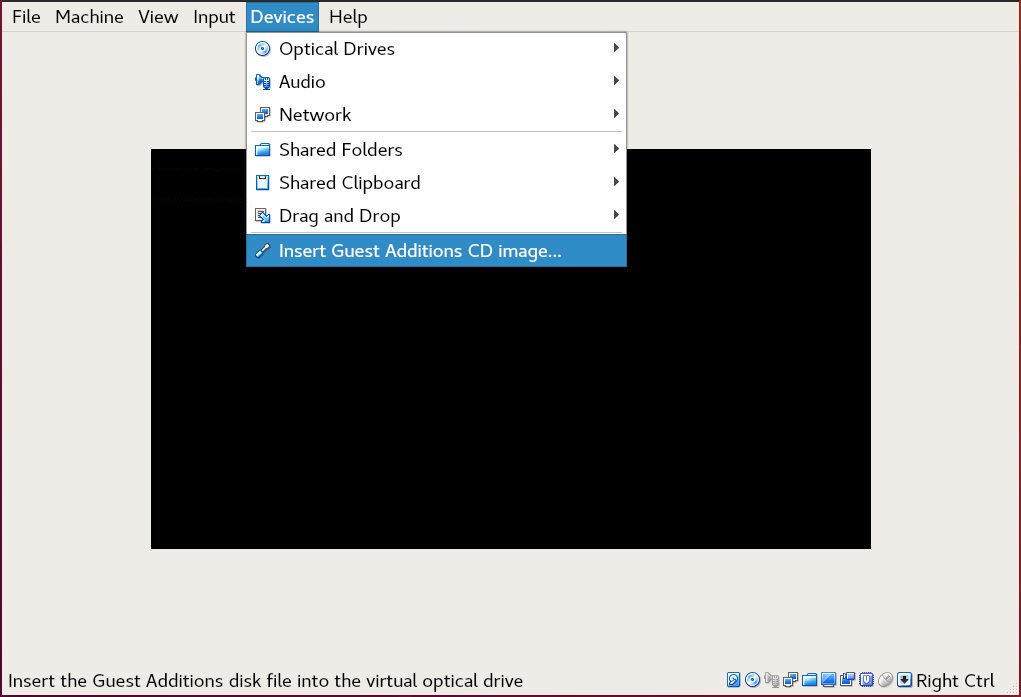 File Machine View Input Devices Help
Optical Drives
Audio
Network
Shared Folders
Shared Clipboard
Drag and Drop
Insert Guest Additions CD image...
Insert the Guest Additions disk file into the virtual optical drive Right Ctrl